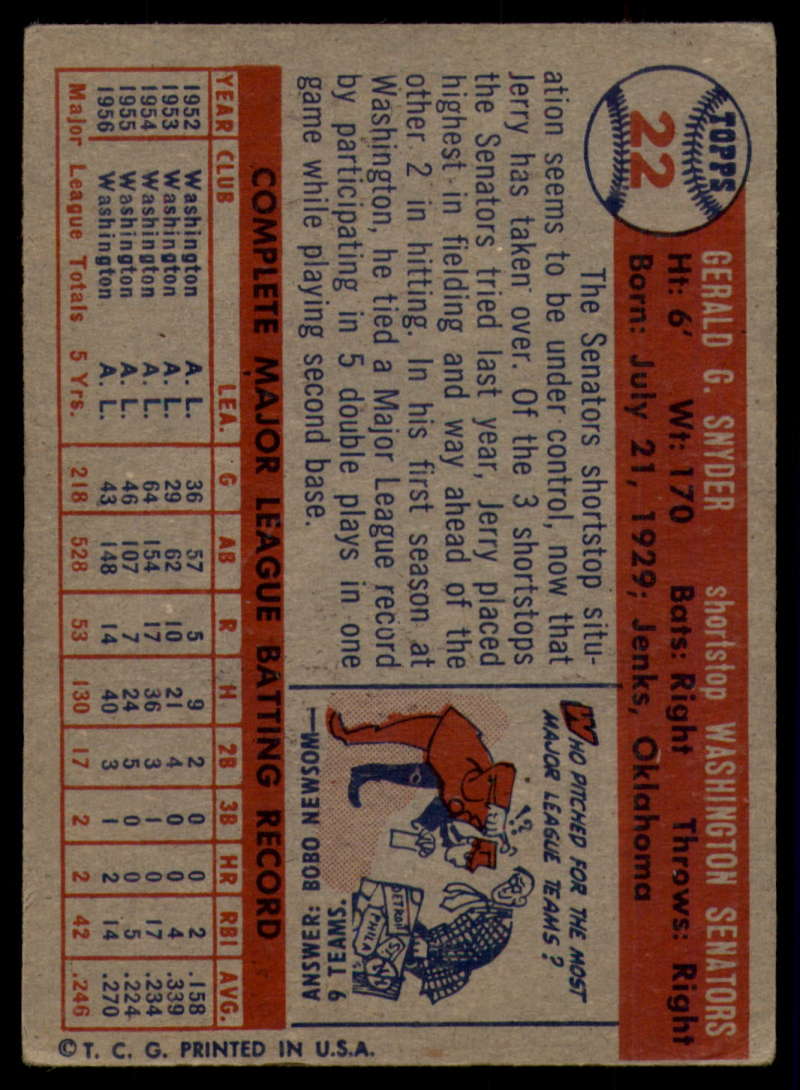 TOPPS
22
GERALD G. SNYDER shortstop WASHINGTON SENATORS
Ht: 6' Wt: 170 Bats: Right Throws: Right
Born: July 21, 1929; Jenks, Oklahoma
The Senators shortstop situ-
ation seems to be under control, now that
Jerry has taken over. Of the 3 shortstops
the Senators tried last year, Jerry placed
highest in fielding and way ahead of the
other 2 in hitting. In his first season at
Washington, he tied a Major League record
by participating in 5 double plays in one
game while playing second base.
WHO PITCHED FOR THE MOST
MAJOR LEAGUE TEAMS?
!?
DETROIT
ST
PHILA
ANSWER: BOBO NEWSOM—
9 TEAMS.
COMPLETE MAJOR LEAGUE BATTING RECORD
YEAR CLUB LEA. G AB R H 2B 3B HR RBI AVG.
1952 Washington A. L. 36 57 5 9 2 0 0 2 .158
1953 Washington A. L. 29 62 10 21 4 0 0 4 .339
1954 Washington A. L. 64 154 17 36 3 1 0 17 .234
1955 Washington A. L. 46 107 7 24 5 0 0 5 .224
1956 Washington A. L. 43 148 14 40 3 1 2 14 .270
Major League Totals 5 Yrs. 218 528 53 130 17 2 2 42 .246
© T. C. G. PRINTED IN U.S.A.